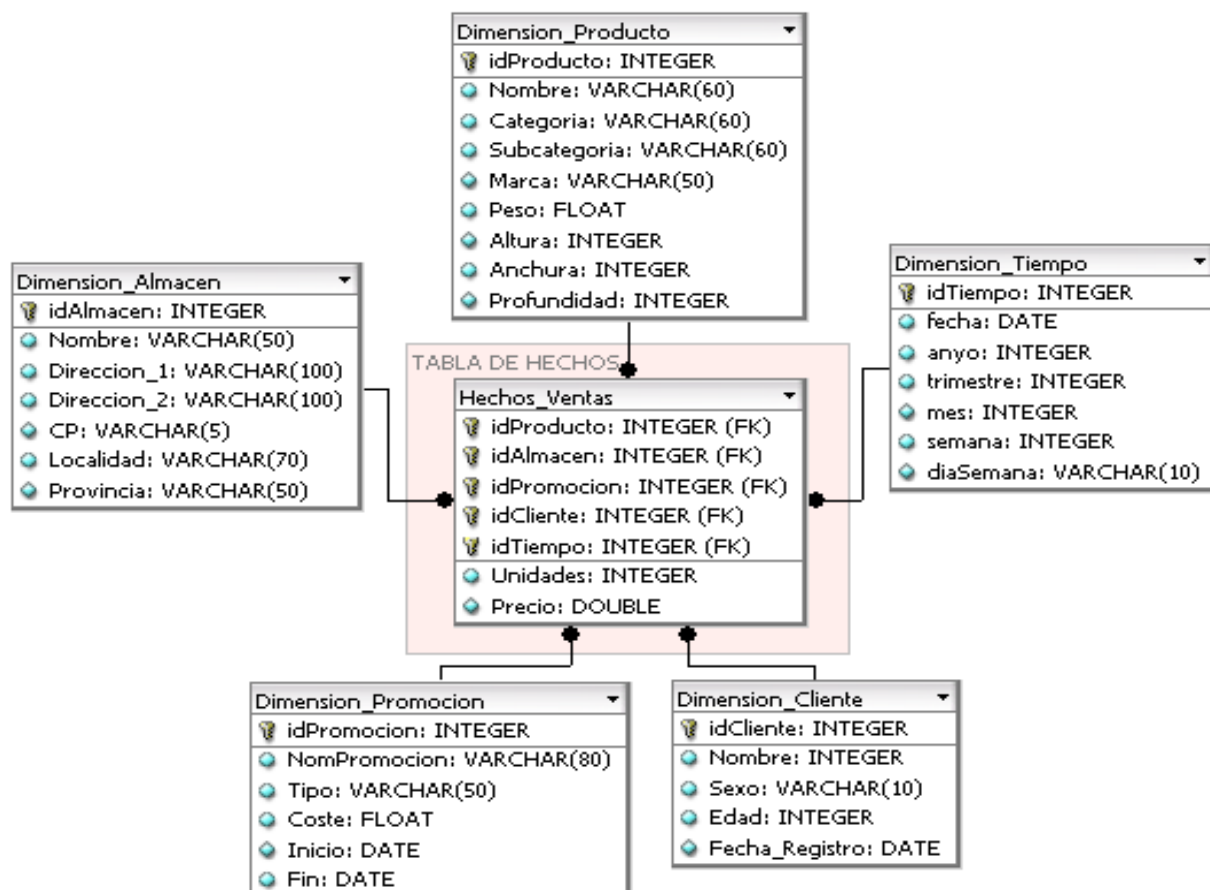 Dimension_Producto
idProducto: INTEGER
Nombre: VARCHAR(60)
Categoria: VARCHAR(60)
Subcategoria: VARCHAR(60)
Marca: VARCHAR(50)
Peso: FLOAT
Altura: INTEGER
Anchura: INTEGER
Profundidad: INTEGER
Dimension_Almacen
idAlmacen: INTEGER
Nombre: VARCHAR(50)
Direccion_1: VARCHAR(100)
Direccion_2: VARCHAR(100)
CP: VARCHAR(5)
Localidad: VARCHAR(70)
Provincia: VARCHAR(50)
TABLA DE HECHOS
Hechos_Ventas
idProducto: INTEGER (FK)
idAlmacen: INTEGER (FK)
idPromocion: INTEGER (FK)
idCliente: INTEGER (FK)
idTiempo: INTEGER (FK)
Unidades: INTEGER
Precio: DOUBLE
Dimension_Tiempo
idTiempo: INTEGER
fecha: DATE
anyo: INTEGER
trimestre: INTEGER
mes: INTEGER
semana: INTEGER
diaSemana: VARCHAR(10)
Dimension_Promocion
idPromocion: INTEGER
NomPromocion: VARCHAR(80)
Tipo: VARCHAR(50)
Coste: FLOAT
Inicio: DATE
Fin: DATE
Dimension_Cliente
idCliente: INTEGER
Nombre: INTEGER
Sexo: VARCHAR(10)
Edad: INTEGER
Fecha_Registro: DATE